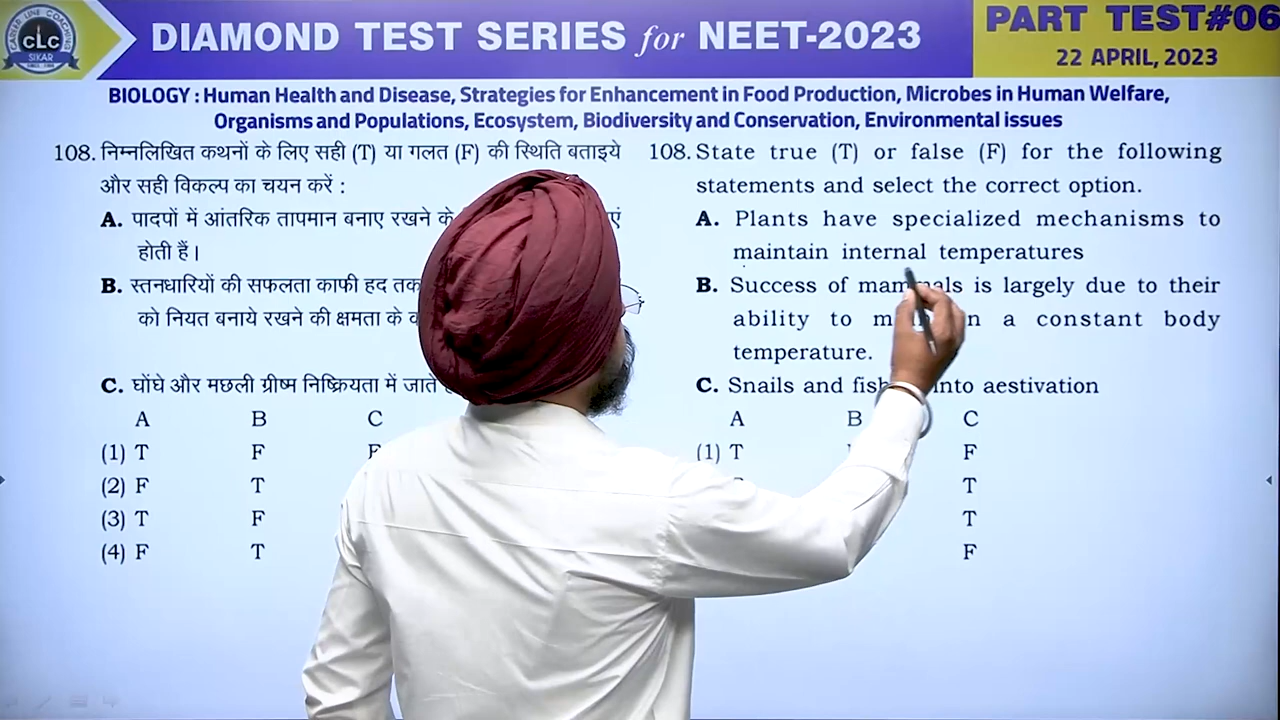 CAREER LINE COACHING
CLC
SIKAR
DIAMOND TEST SERIES for NEET-2023
PART TEST#06
22 APRIL, 2023
BIOLOGY : Human Health and Disease, Strategies for Enhancement in Food Production, Microbes in Human Welfare,
Organisms and Populations, Ecosystem, Biodiversity and Conservation, Environmental issues
108. निम्नलिखित कथनों के लिए सही (T) या गलत (F) की स्थिति बताइये
और सही विकल्प का चयन करें :
A. पादपों में आंतरिक तापमान बनाए रखने के
होती हैं।
B. स्तनधारियों की सफलता काफी हद तक
को नियत बनाये रखने की क्षमता के
C. घोंघे और मछली ग्रीष्म निष्क्रियता में जाते
A B C
(1) T F F
(2) F T
(3) T F
(4) F T
108. State true (T) or false (F) for the following
statements and select the correct option.
A. Plants have specialized mechanisms to
maintain internal temperatures
B. Success of mammals is largely due to their
ability to a constant body
temperature.
C. Snails and fish into aestivation
A B C
(1) T F
T
T
F